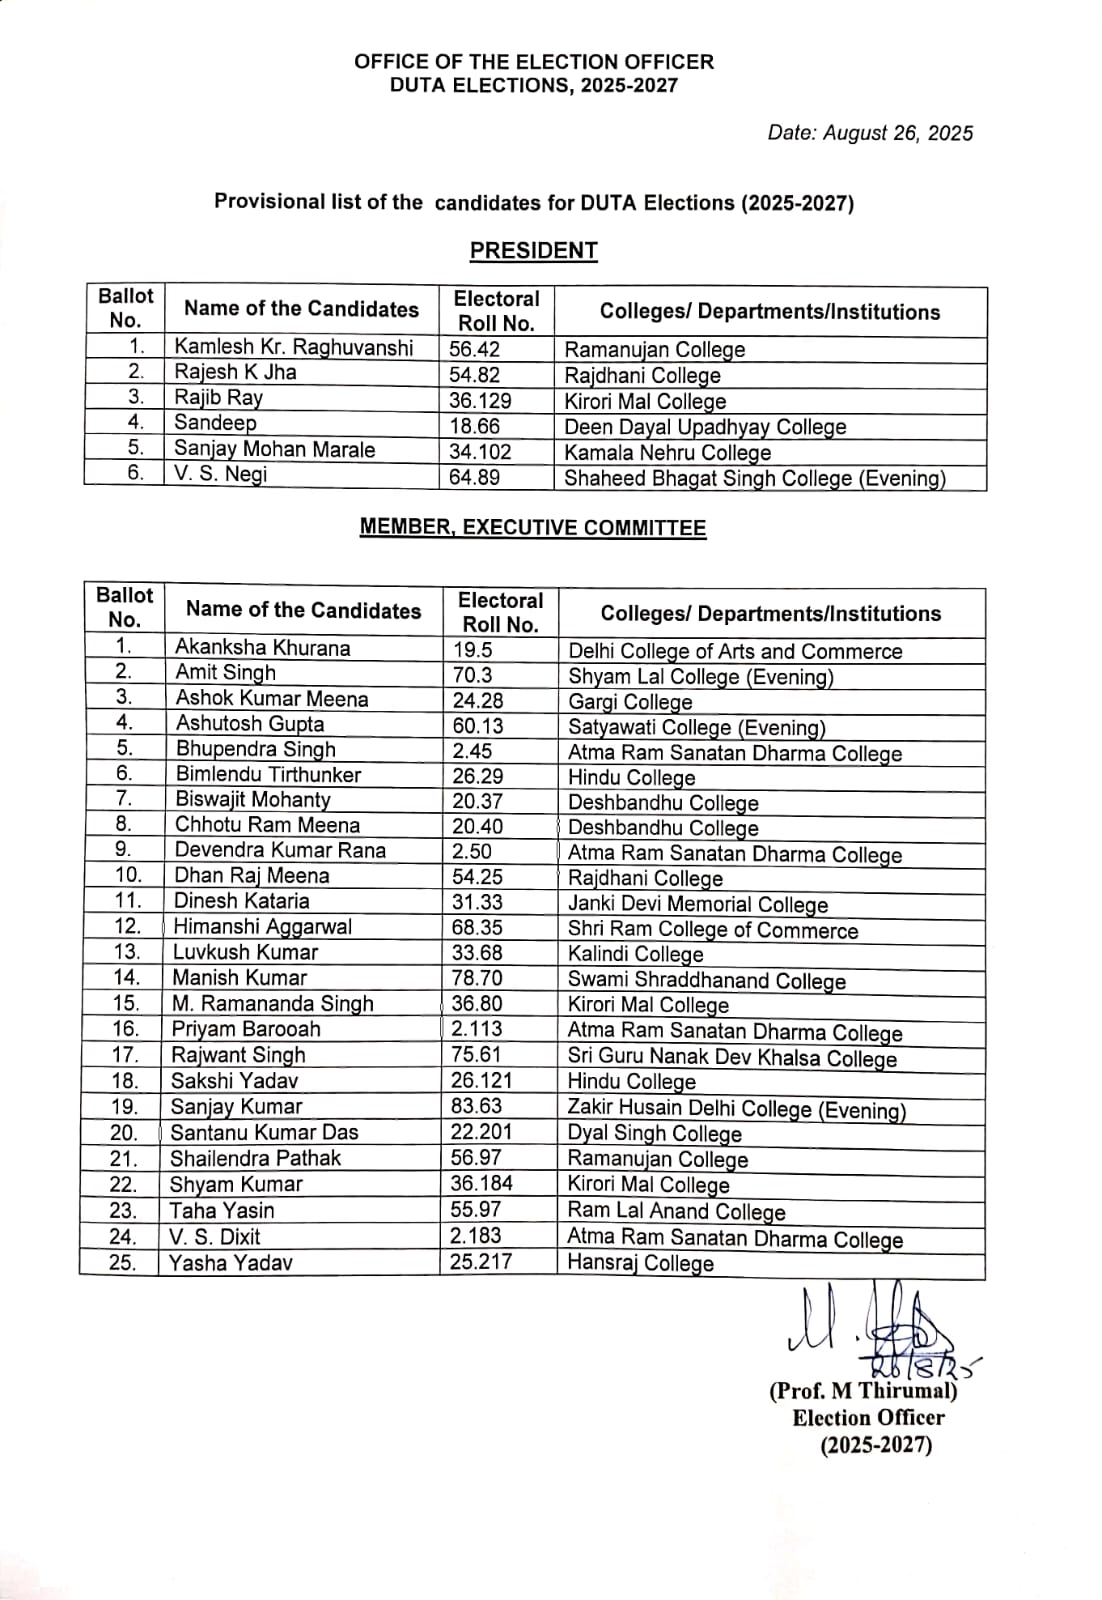 OFFICE OF THE ELECTION OFFICER
DUTA ELECTIONS, 2025-2027
Date: August 26, 2025
Provisional list of the candidates for DUTA Elections (2025-2027)
PRESIDENT
Ballot No. Name of the Candidates Electoral Roll No. Colleges/ Departments/Institutions
1. Kamlesh Kr. Raghuvanshi 56.42 Ramanujan College
2. Rajesh K Jha 54.82 Rajdhani College
3. Rajib Ray 36.129 Kirori Mal College
4. Sandeep 18.66 Deen Dayal Upadhyay College
5. Sanjay Mohan Marale 34.102 Kamala Nehru College
6. V. S. Negi 64.89 Shaheed Bhagat Singh College (Evening)
MEMBER, EXECUTIVE COMMITTEE
Ballot No. Name of the Candidates Electoral Roll No. Colleges/ Departments/Institutions
1. Akanksha Khurana 19.5 Delhi College of Arts and Commerce
2. Amit Singh 70.3 Shyam Lal College (Evening)
3. Ashok Kumar Meena 24.28 Gargi College
4. Ashutosh Gupta 60.13 Satyawati College (Evening)
5. Bhupendra Singh 2.45 Atma Ram Sanatan Dharma College
6. Bimlendu Tirthunker 26.29 Hindu College
7. Biswajit Mohanty 20.37 Deshbandhu College
8. Chhotu Ram Meena 20.40 Deshbandhu College
9. Devendra Kumar Rana 2.50 Atma Ram Sanatan Dharma College
10. Dhan Raj Meena 54.25 Rajdhani College
11. Dinesh Kataria 31.33 Janki Devi Memorial College
12. Himanshi Aggarwal 68.35 Shri Ram College of Commerce
13. Luvkush Kumar 33.68 Kalindi College
14. Manish Kumar 78.70 Swami Shraddhanand College
15. M. Ramananda Singh 36.80 Kirori Mal College
16. Priyam Barooah 2.113 Atma Ram Sanatan Dharma College
17. Rajwant Singh 75.61 Sri Guru Nanak Dev Khalsa College
18. Sakshi Yadav 26.121 Hindu College
19. Sanjay Kumar 83.63 Zakir Husain Delhi College (Evening)
20. Santanu Kumar Das 22.201 Dyal Singh College
21. Shailendra Pathak 56.97 Ramanujan College
22. Shyam Kumar 36.184 Kirori Mal College
23. Taha Yasin 55.97 Ram Lal Anand College
24. V. S. Dixit 2.183 Atma Ram Sanatan Dharma College
25. Yasha Yadav 25.217 Hansraj College
26/8/25
(Prof. M Thirumal)
Election Officer
(2025-2027)